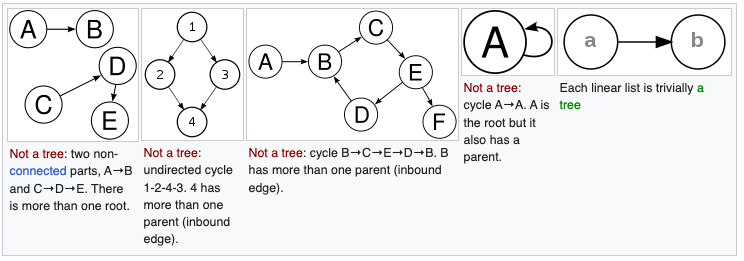 A B
D
C
E
Not a tree: two non-
connected parts, A→B
and C→D→E. There
is more than one root.
1
2 3
4
Not a tree:
undirected cycle
1-2-4-3. 4 has
more than one
parent (inbound
edge).
C
A B
E
D
F
Not a tree: cycle B→C→E→D→B. B
has more than one parent (inbound
edge).
A
Not a tree:
cycle A→A. A is
the root but it
also has a
parent.
a b
Each linear list is trivially a
tree